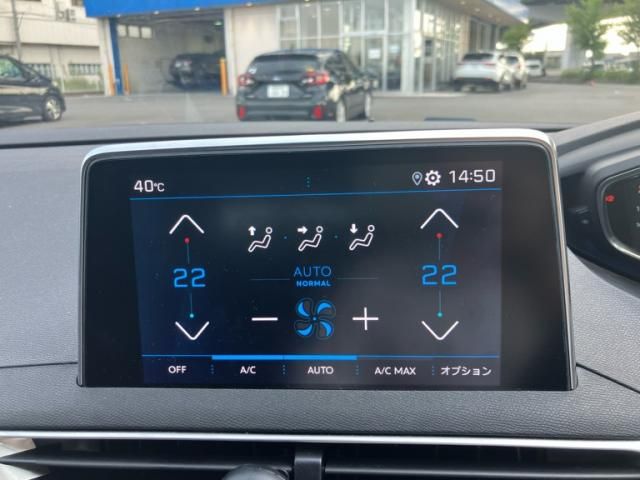 40℃ 14:50
22 22
AUTO
NORMAL
OFF A/C AUTO A/C MAX オプション